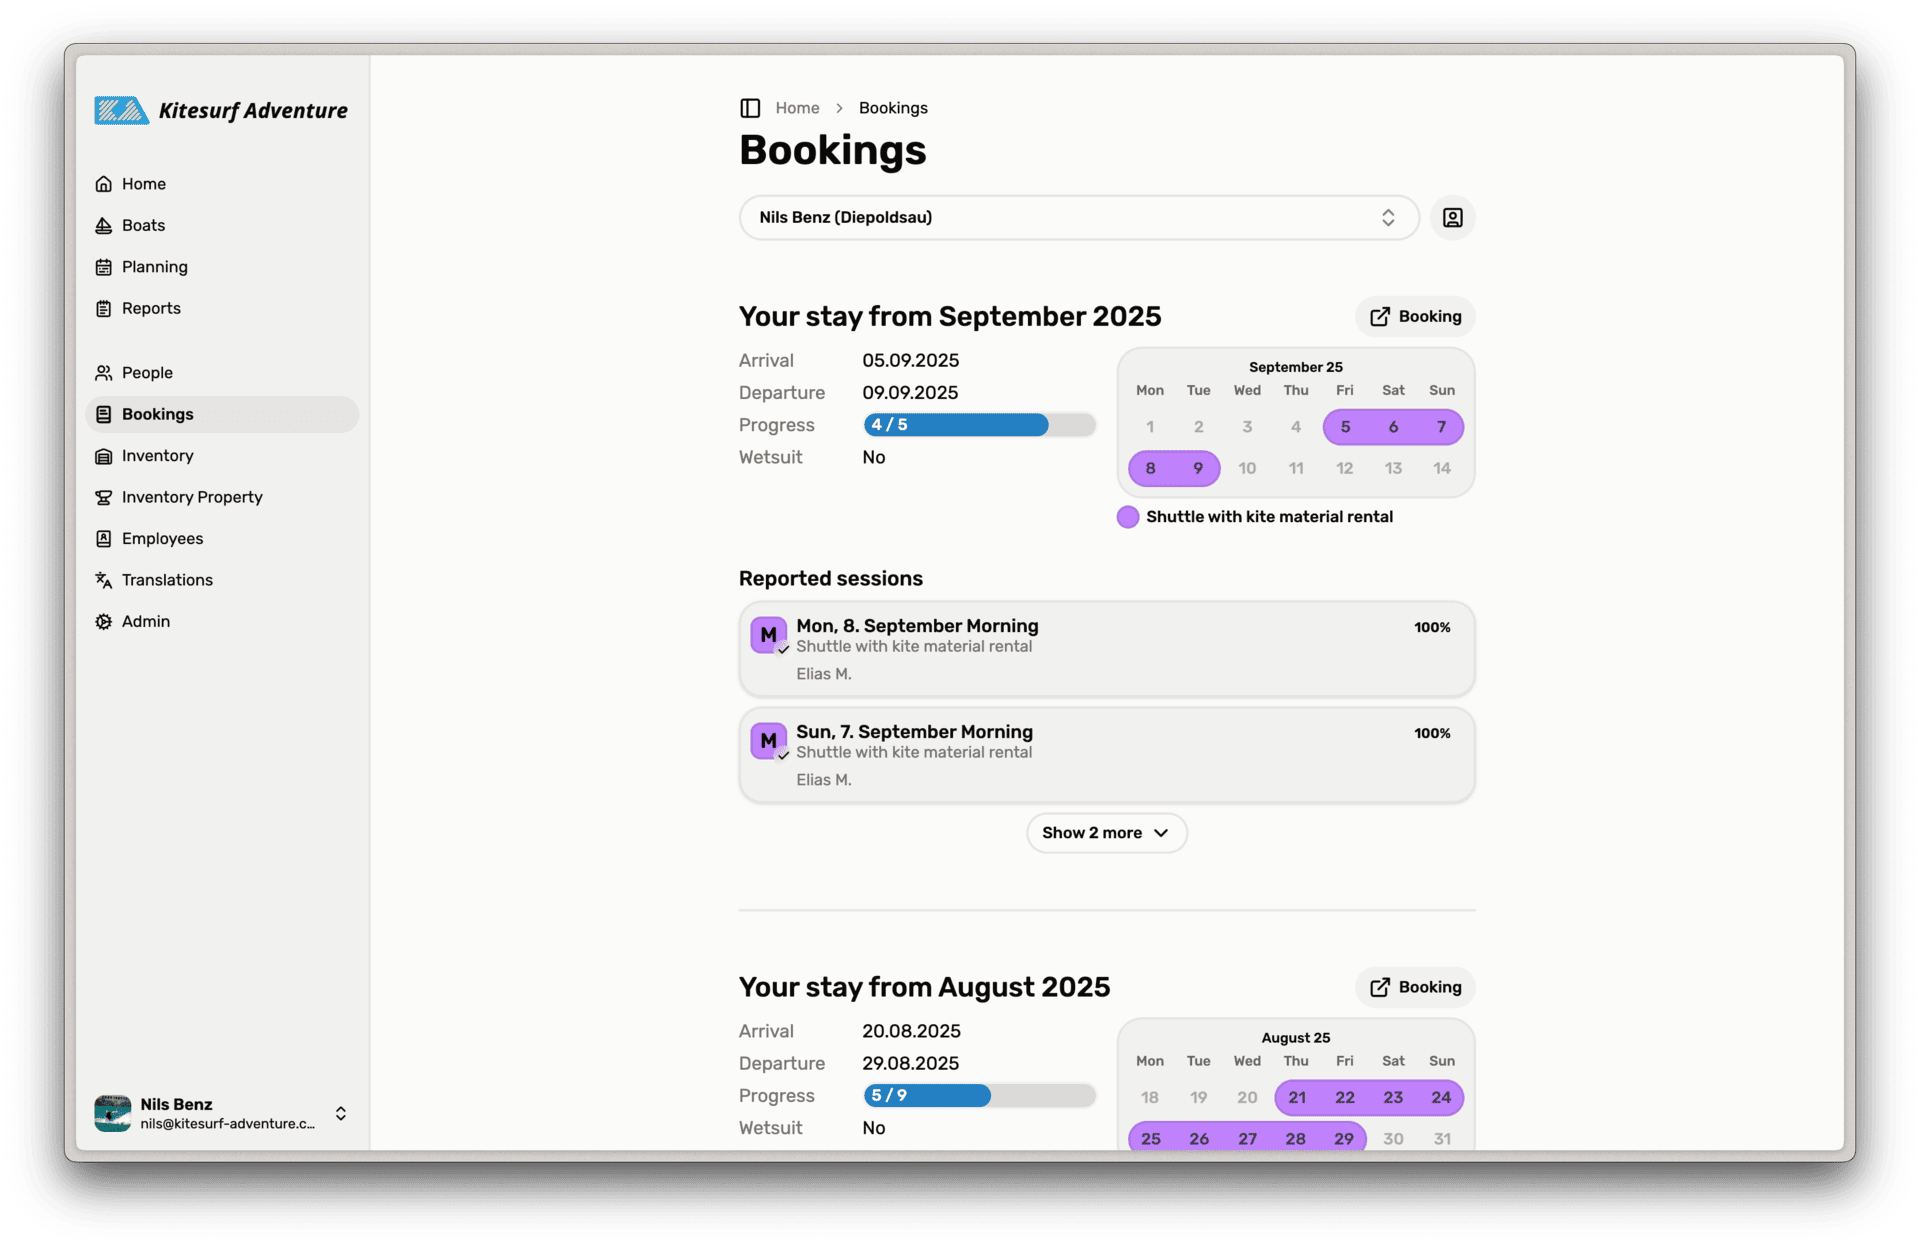 Kitesurf Adventure
Home
Boats
Planning
Reports
People
Bookings
Inventory
Inventory Property
Employees
Translations
Admin
Nils Benz
nils@kitesurf-adventure.c...
Home > Bookings
Bookings
Nils Benz (Diepoldsau)
Your stay from September 2025
Booking
Arrival 05.09.2025
Departure 09.09.2025
Progress 4 / 5
Wetsuit No
September 25
Mon Tue Wed Thu Fri Sat Sun
1 2 3 4 5 6 7
8 9 10 11 12 13 14
Shuttle with kite material rental
Reported sessions
M
Mon, 8. September Morning
100%
Shuttle with kite material rental
Elias M.
M
Sun, 7. September Morning
100%
Shuttle with kite material rental
Elias M.
Show 2 more
Your stay from August 2025
Booking
Arrival 20.08.2025
Departure 29.08.2025
Progress 5 / 9
Wetsuit No
August 25
Mon Tue Wed Thu Fri Sat Sun
18 19 20 21 22 23 24
25 26 27 28 29 30 31